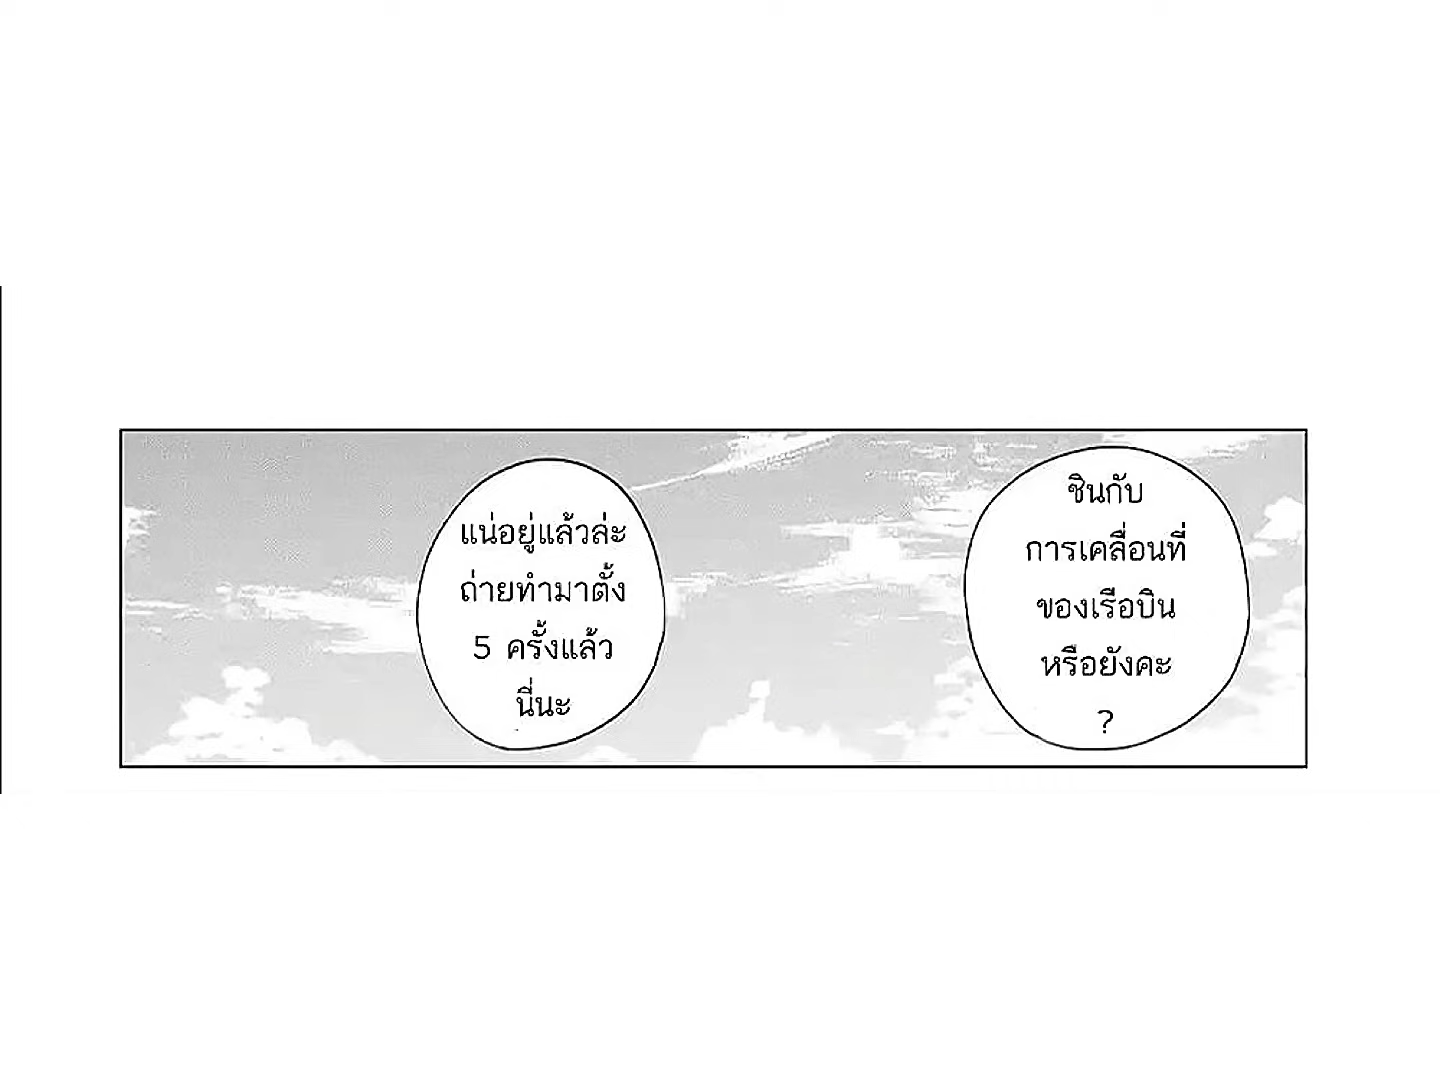 ชินกับ
การเคลื่อนที่
ของเรือบิน
หรือยังคะ
?
แน่อยู่แล้วล่ะ
ถ่ายทำมาตั้ง
5 ครั้งแล้ว
นี่นะ